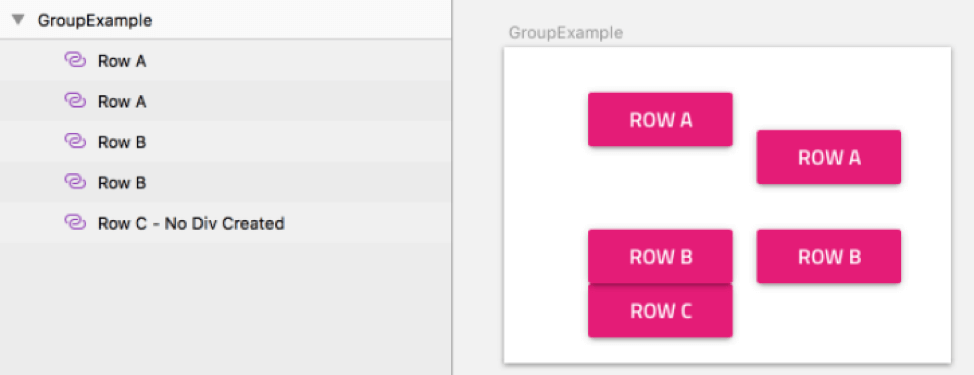 GroupExample
Row A
Row A
Row B
Row B
Row C - No Div Created
GroupExample
ROW A
ROW A
ROW B ROW B
ROW C